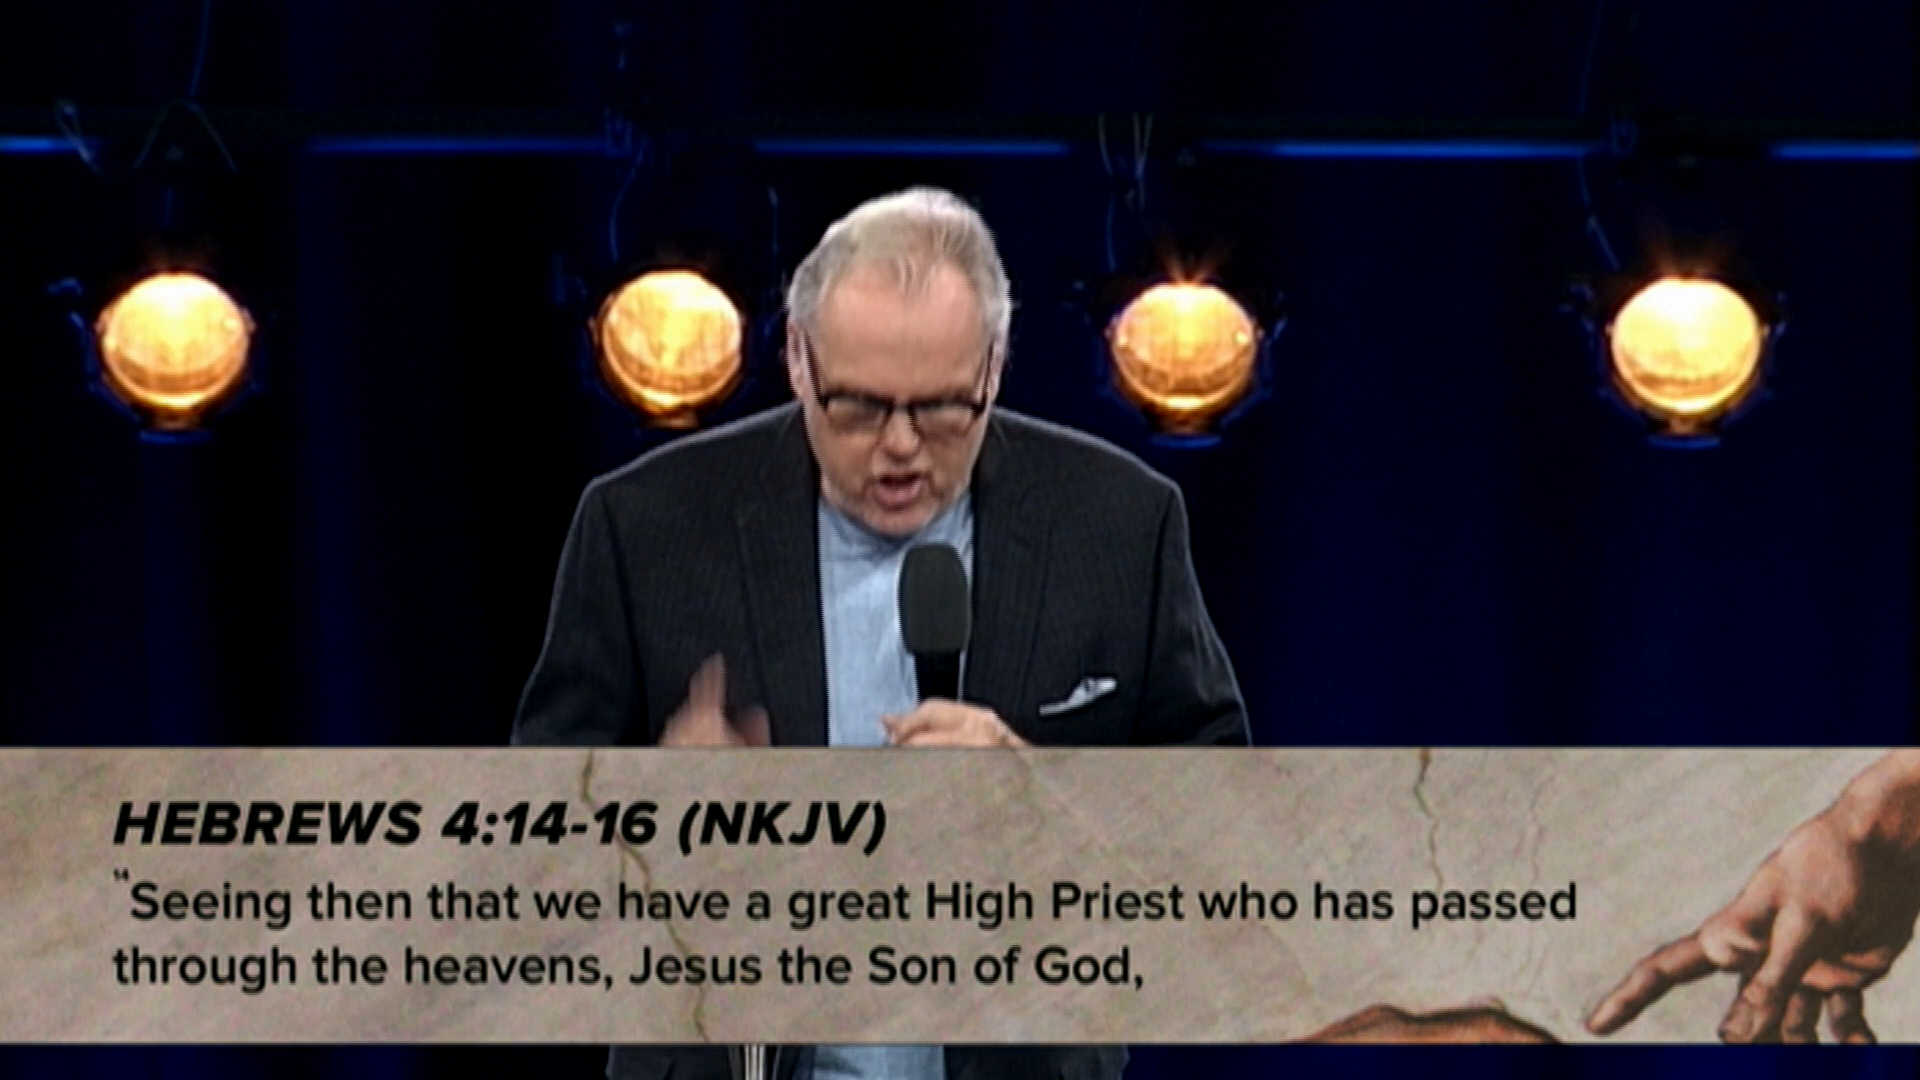 HEBREWS 4:14-16 (NKJV)
14Seeing then that we have a great High Priest who has passed
through the heavens, Jesus the Son of God,